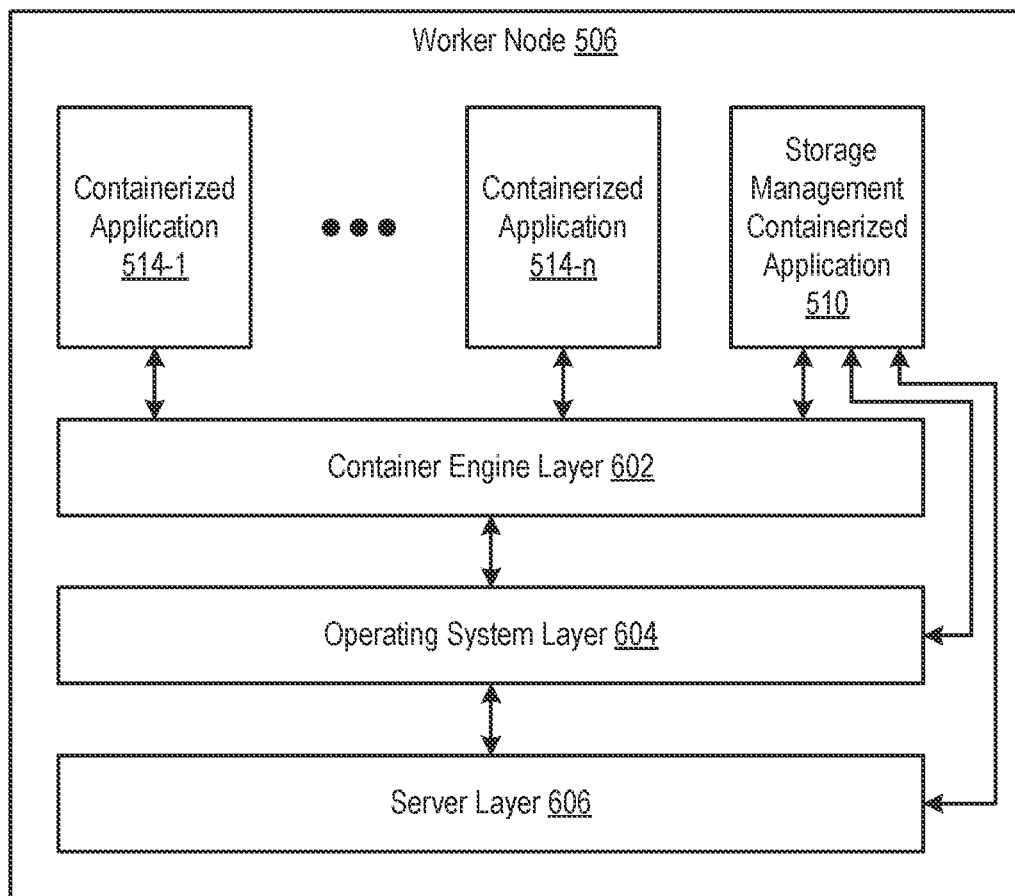 Worker Node 506
Containerized
Application
514-1
Containerized
Application
514-n
Storage
Management
Containerized
Application
510
Container Engine Layer 602
Operating System Layer 604
Server Layer 606